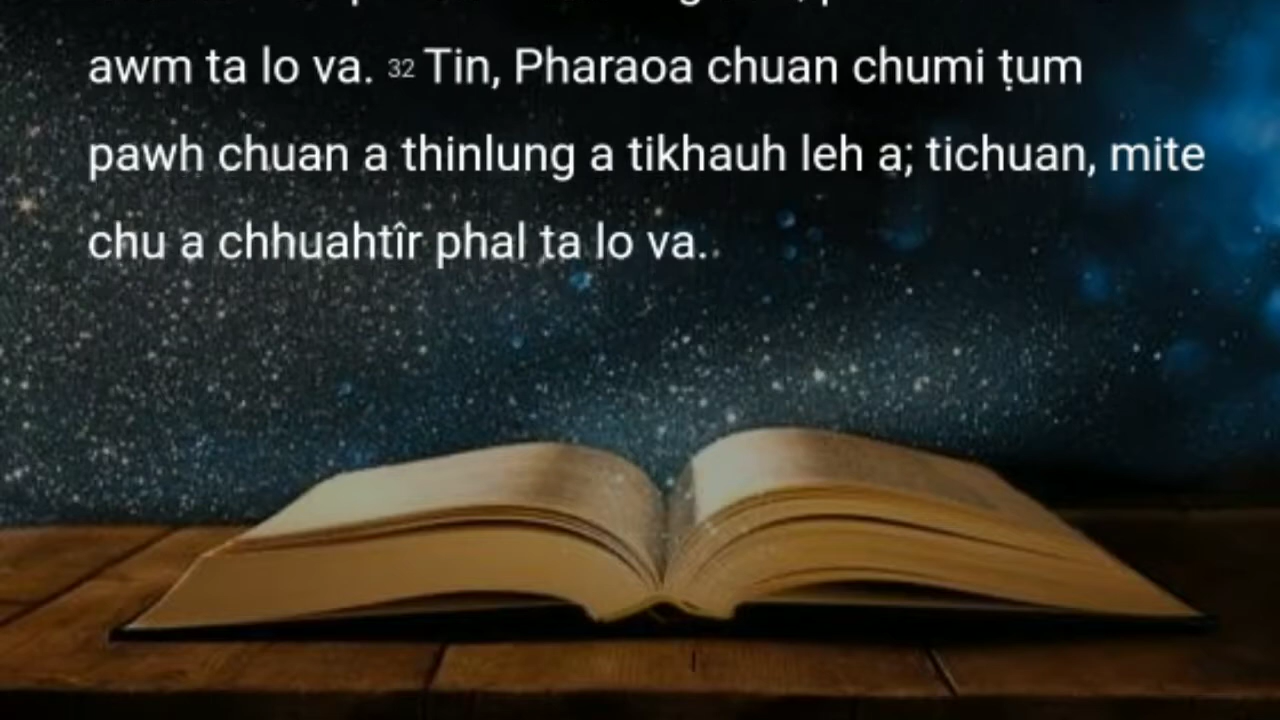 awm ta lo va. 32 Tin, Pharaoa chuan chumi ṭum
pawh chuan a thinlung a tikhauh leh a; tichuan, mite
chu a chhuahtîr phal ta lo va.